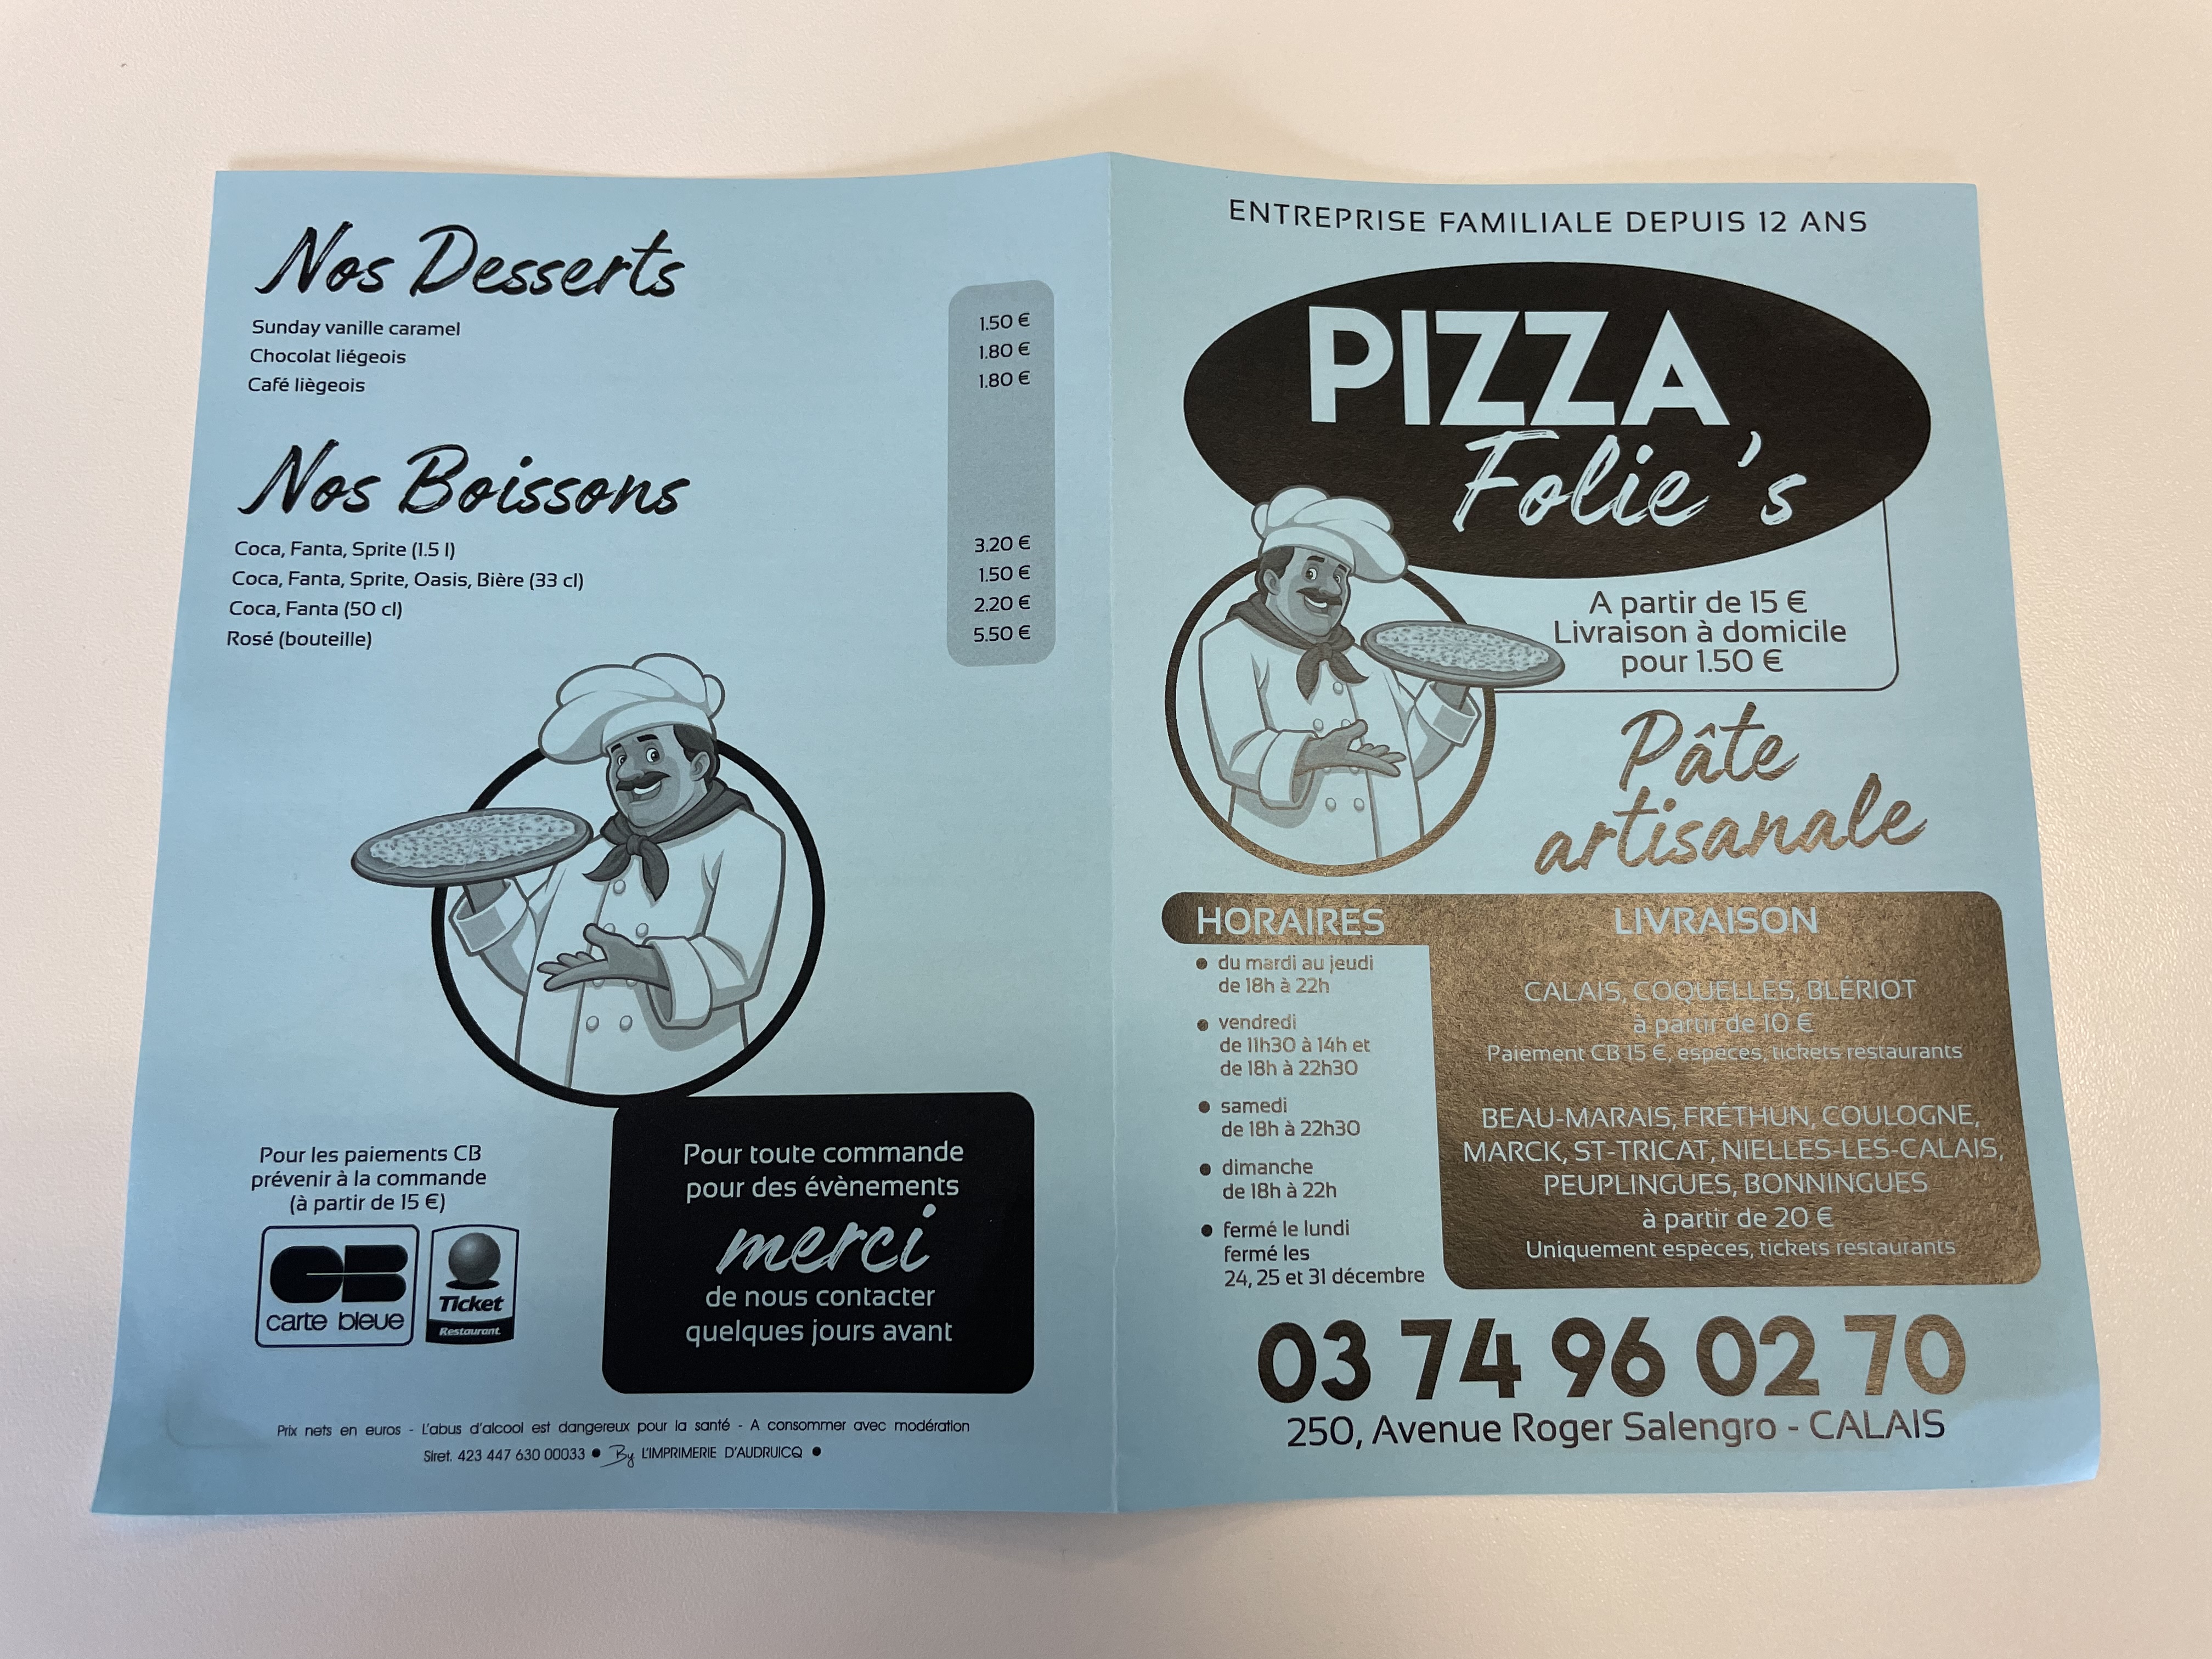 Nos Desserts
Sunday vanille caramel 1.50 €
Chocolat liégeois 1.80 €
Café liègeois 1.80 €
Nos Boissons
Coca, Fanta, Sprite (1.5 l) 3.20 €
Coca, Fanta, Sprite, Oasis, Bière (33 cl) 1.50 €
Coca, Fanta (50 cl) 2.20 €
Rosé (bouteille) 5.50 €
Pour les paiements CB
prévenir à la commande
(à partir de 15 €)
CB
carte bleue
Ticket
Restaurant
Pour toute commande
pour des évènements
merci
de nous contacter
quelques jours avant
Prix nets en euros - L'abus d'alcool est dangereux pour la santé - A consommer avec modération
Siret. 423 447 630 00033 • By L'IMPRIMERIE D'AUDRUICQ •
ENTREPRISE FAMILIALE DEPUIS 12 ANS
PIZZA
Folie's
A partir de 15 €
Livraison à domicile
pour 1.50 €
Pâte
artisanale
HORAIRES
• du mardi au jeudi
de 18h à 22h
• vendredi
de 11h30 à 14h et
de 18h à 22h30
• samedi
de 18h à 22h30
• dimanche
de 18h à 22h
• fermé le lundi
fermé les
24, 25 et 31 décembre
LIVRAISON
CALAIS, COQUELLES, BLÉRIOT
à partir de 10 €
Paiement CB 15 €, espèces, tickets restaurants
BEAU-MARAIS, FRÉTHUN, COULOGNE,
MARCK, ST-TRICAT, NIELLES-LES-CALAIS,
PEUPLINGUES, BONNINGUES
à partir de 20 €
Uniquement espèces, tickets restaurants
03 74 96 02 70
250, Avenue Roger Salengro - CALAIS